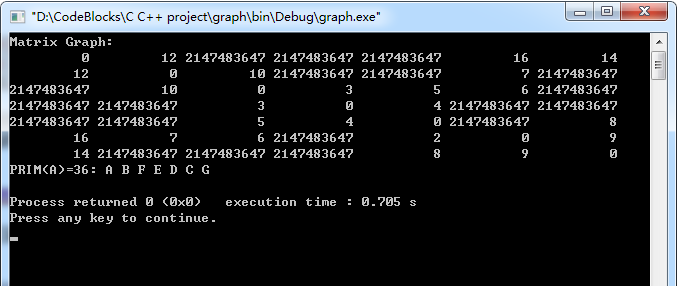 "D:\CodeBlocks\C C++ project\graph\bin\Debug\graph.exe"
Matrix Graph:
0 12 2147483647 2147483647 2147483647 16 14
12 0 10 2147483647 2147483647 7 2147483647
2147483647 10 0 3 5 6 2147483647
2147483647 2147483647 3 0 4 2147483647 2147483647
2147483647 2147483647 5 4 0 2147483647 8
16 7 6 2147483647 2 0 9
14 2147483647 2147483647 2147483647 8 9 0
PRIM(A)=36: A B F E D C G
Process returned 0 (0x0) execution time : 0.705 s
Press any key to continue.